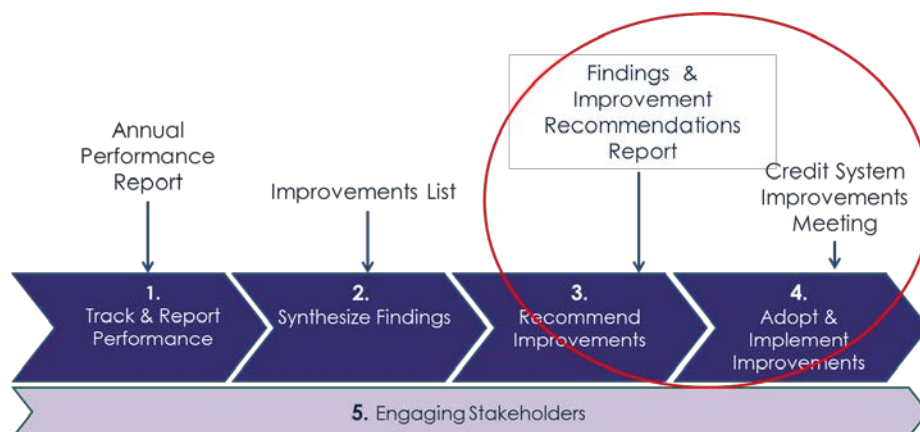 Findings &
Improvement
Recommendations
Report
Annual
Performance
Report
Improvements List
Credit System
Improvements
Meeting
1.
Track & Report
Performance
2.
Synthesize Findings
3.
Recommend
Improvements
4.
Adopt &
Implement
Improvements
5. Engaging Stakeholders